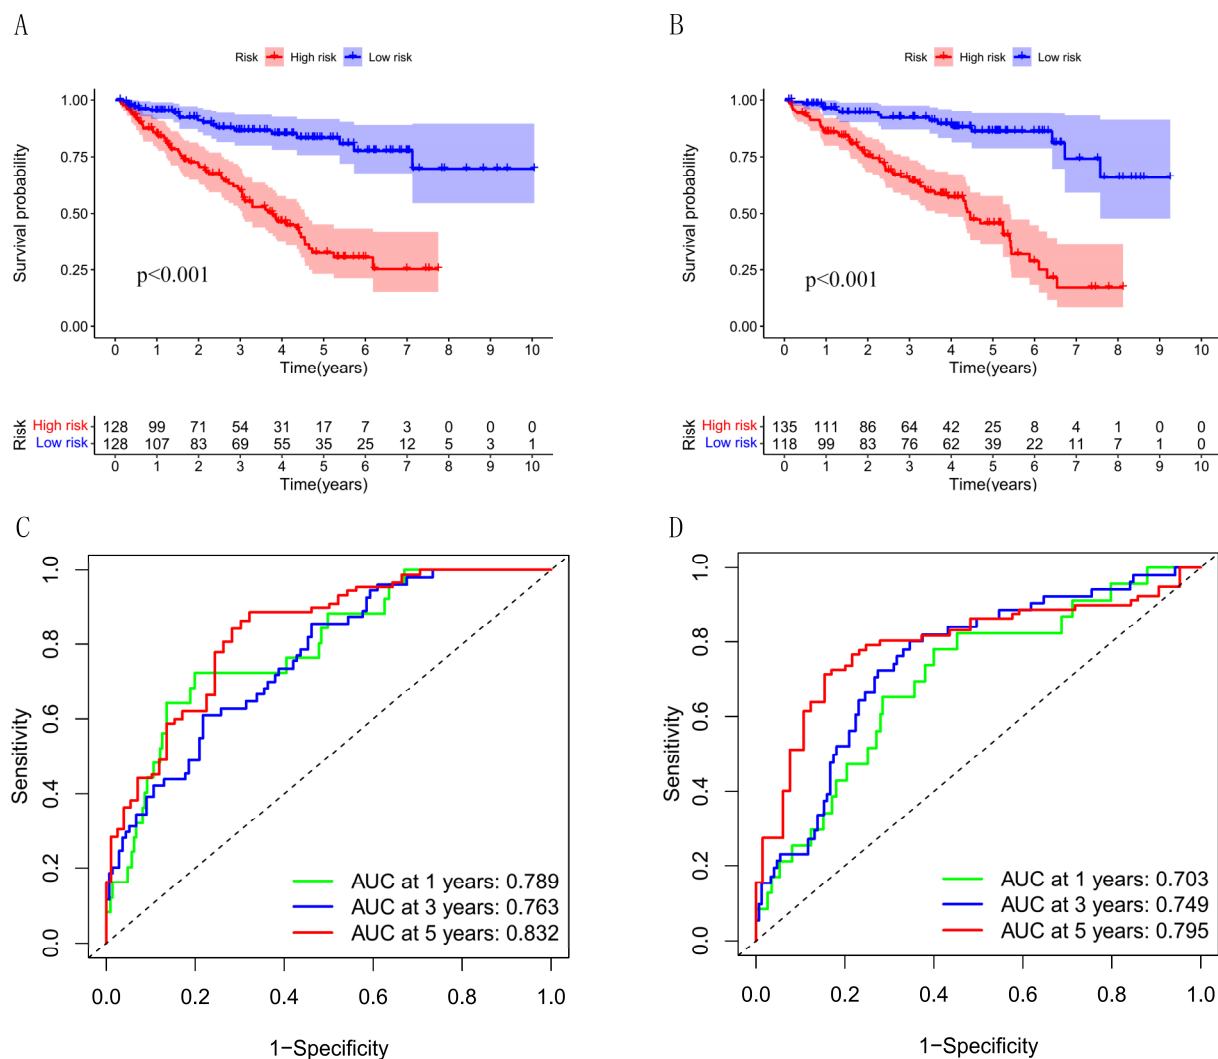 A
Risk High risk Low risk
1.00
0.75
0.50
0.25
0.00
Survival probability
p<0.001
0 1 2 3 4 5 6 7 8 9 10
Time(years)
Risk
High risk 128 99 71 54 31 17 7 3 0 0 0
Low risk 128 107 83 69 55 35 25 12 5 3 1
0 1 2 3 4 5 6 7 8 9 10
Time(years)
B
Risk High risk Low risk
1.00
0.75
0.50
0.25
0.00
Survival probability
p<0.001
0 1 2 3 4 5 6 7 8 9 10
Time(years)
Risk
High risk 135 111 86 64 42 25 8 4 1 0 0
Low risk 118 99 83 76 62 39 22 11 7 1 0
0 1 2 3 4 5 6 7 8 9 10
Time(years)
C
Sensitivity
1.0
0.8
0.6
0.4
0.2
0.0
AUC at 1 years: 0.789
AUC at 3 years: 0.763
AUC at 5 years: 0.832
0.0 0.2 0.4 0.6 0.8 1.0
1−Specificity
D
Sensitivity
1.0
0.8
0.6
0.4
0.2
0.0
AUC at 1 years: 0.703
AUC at 3 years: 0.749
AUC at 5 years: 0.795
0.0 0.2 0.4 0.6 0.8 1.0
1−Specificity